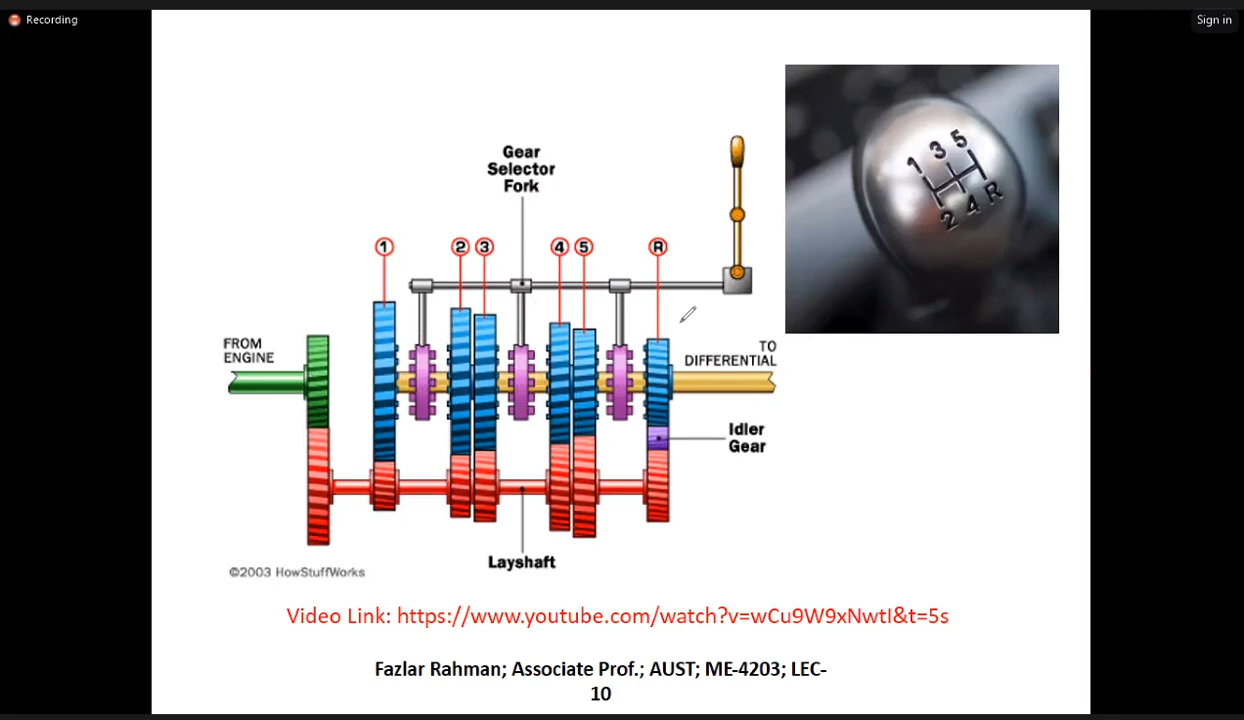 Recording
Sign in
Gear
Selector
Fork
1 3 5
2 4 R
1 2 3 4 5 R
FROM
ENGINE
TO
DIFFERENTIAL
Idler
Gear
Layshaft
©2003 HowStuffWorks
Video Link: https://www.youtube.com/watch?v=wCu9W9xNwtI&t=5s
Fazlar Rahman; Associate Prof.; AUST; ME-4203; LEC-
10